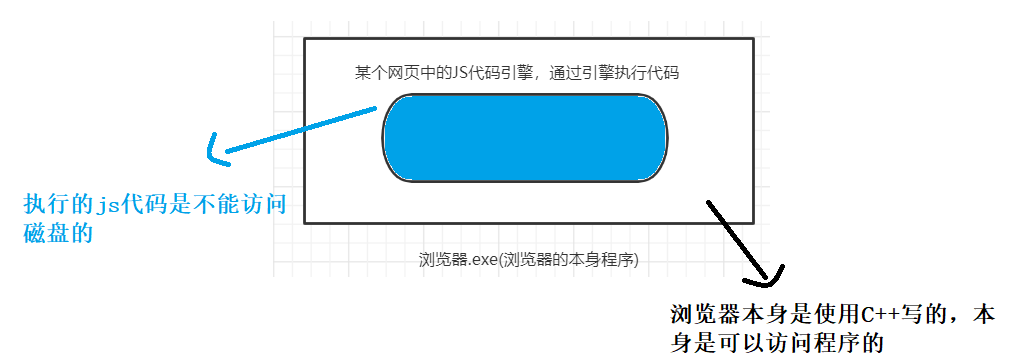 某个网页中的JS代码引擎，通过引擎执行代码
执行的js代码是不能访问
磁盘的
浏览器.exe(浏览器的本身程序)
浏览器本身是使用C++写的，本
身是可以访问程序的